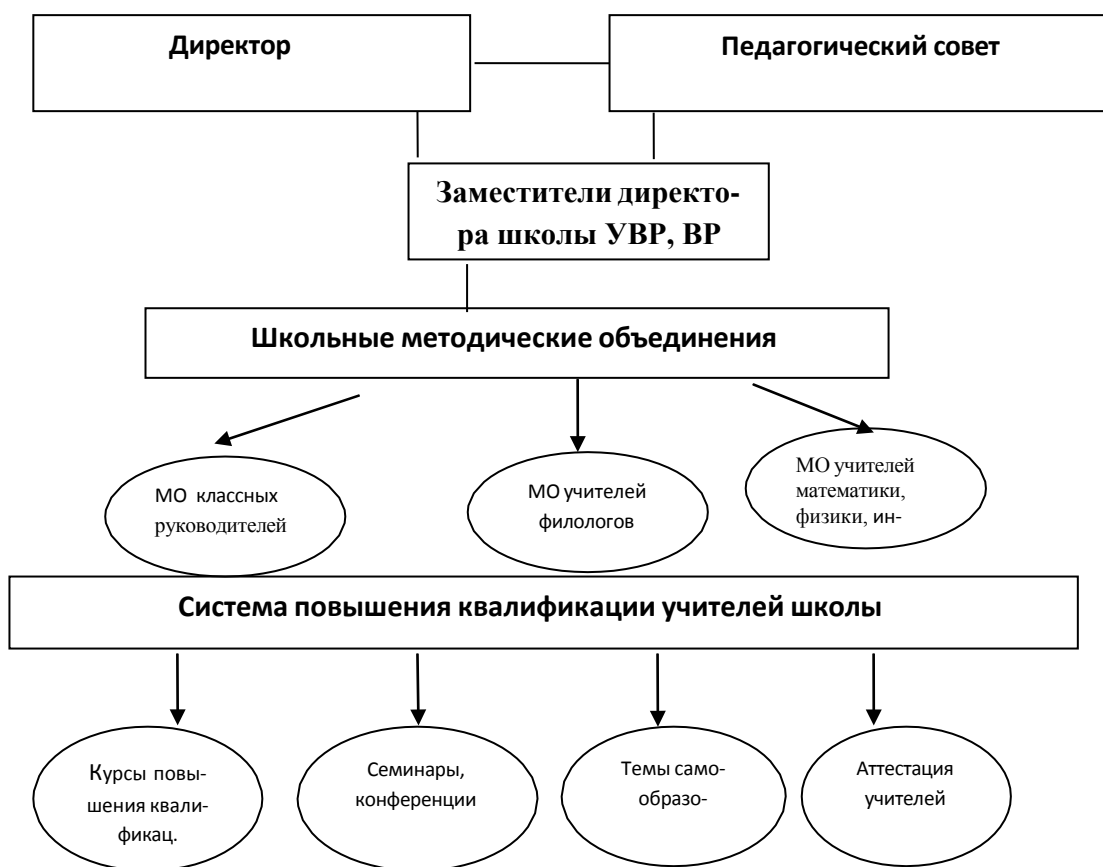 Директор
Педагогический совет
Заместители директо-
ра школы УВР, ВР
Школьные методические объединения
МО классных
руководителей
МО учителей
филологов
МО учителей
математики,
физики, ин-
Система повышения квалификации учителей школы
Курсы повы-
шения квали-
фикац.
Семинары,
конференции
Темы само-
образо-
Аттестация
учителей